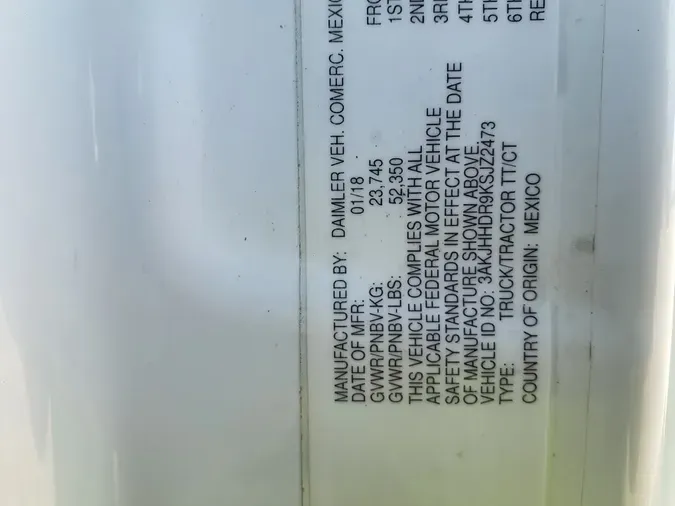 MANUFACTURED BY: DAIMLER VEH. COMERC. MEXIC
DATE OF MFR: 01/18
GVWR/PNBV-KG: 23,745
GVWR/PNBV-LBS: 52,350
THIS VEHICLE COMPLIES WITH ALL
APPLICABLE FEDERAL MOTOR VEHICLE
SAFETY STANDARDS IN EFFECT AT THE DATE
OF MANUFACTURE SHOWN ABOVE.
VEHICLE ID NO: 3AKJHHDR9KSJZ2473
TYPE: TRUCK/TRACTOR TT/CT
COUNTRY OF ORIGIN: MEXICO
FRO
1ST
2ND
3RD
4TH
5TH
6TH
RE